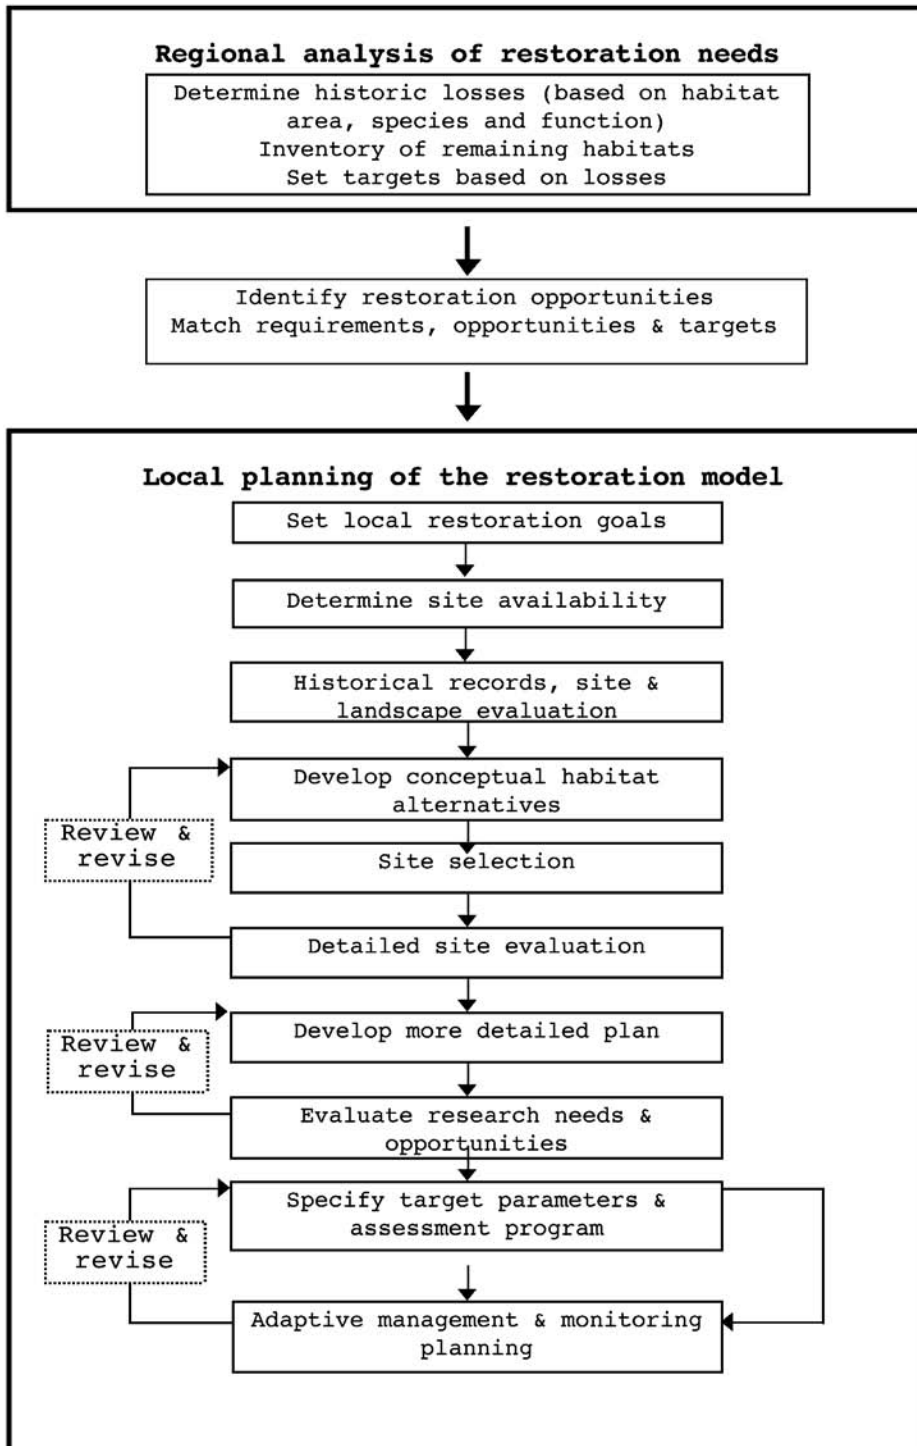 Regional analysis of restoration needs
Determine historic losses (based on habitat
area, species and function)
Inventory of remaining habitats
Set targets based on losses
Identify restoration opportunities
Match requirements, opportunities & targets
Local planning of the restoration model
Set local restoration goals
Determine site availability
Historical records, site &
landscape evaluation
Develop conceptual habitat
alternatives
Review &
revise
Site selection
Detailed site evaluation
Develop more detailed plan
Review &
revise
Evaluate research needs &
opportunities
Specify target parameters &
assessment program
Review &
revise
Adaptive management & monitoring
planning